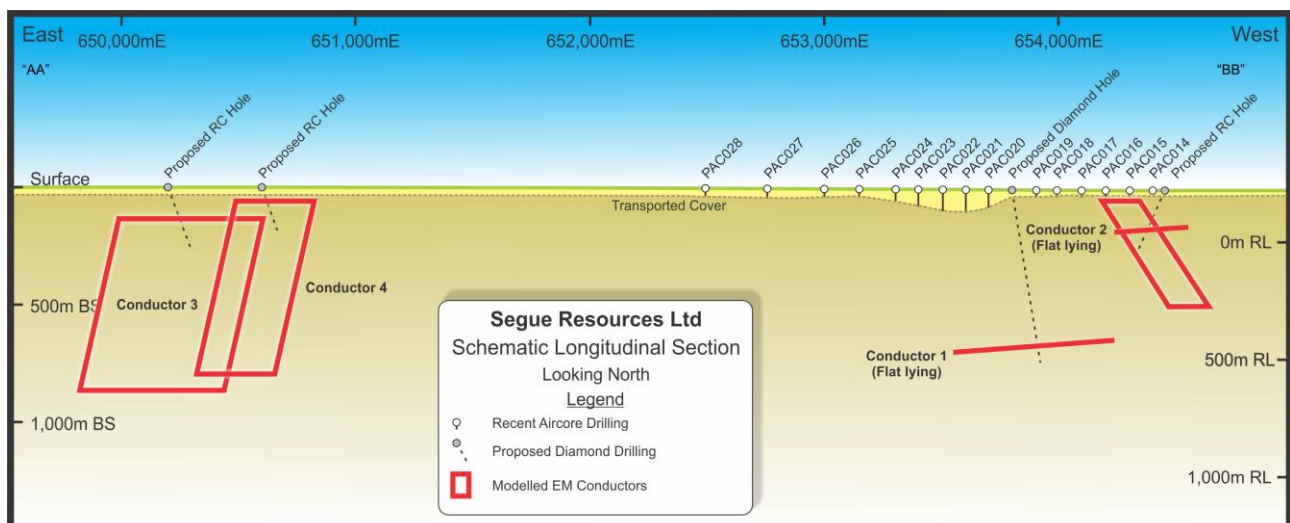 East
650,000mE
651,000mE
652,000mE
653,000mE
654,000mE
West
"AA"
"BB"
Proposed RC Hole
Proposed RC Hole
PAC028
PAC027
PAC026
PAC025
PAC024
PAC023
PAC022
PAC021
PAC020
Proposed Diamond Hole
PAC019
PAC018
PAC017
PAC016
PAC015
PAC014
Proposed RC Hole
Surface
Transported Cover
Conductor 2
(Flat lying)
0m RL
500m BS
Conductor 3
Conductor 4
Conductor 1
(Flat lying)
500m RL
1,000m BS
1,000m RL
Segue Resources Ltd
Schematic Longitudinal Section
Looking North
Legend
Recent Aircore Drilling
Proposed Diamond Drilling
Modelled EM Conductors